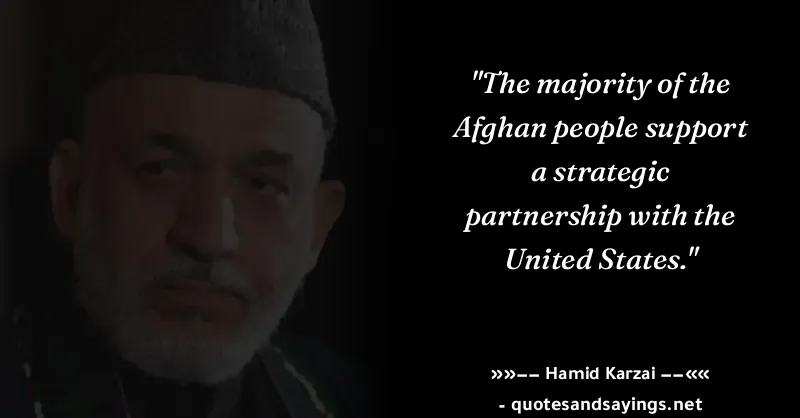 "The majority of the
Afghan people support
a strategic
partnership with the
United States."
»»−− Hamid Karzai −−««
- quotesandsayings.net